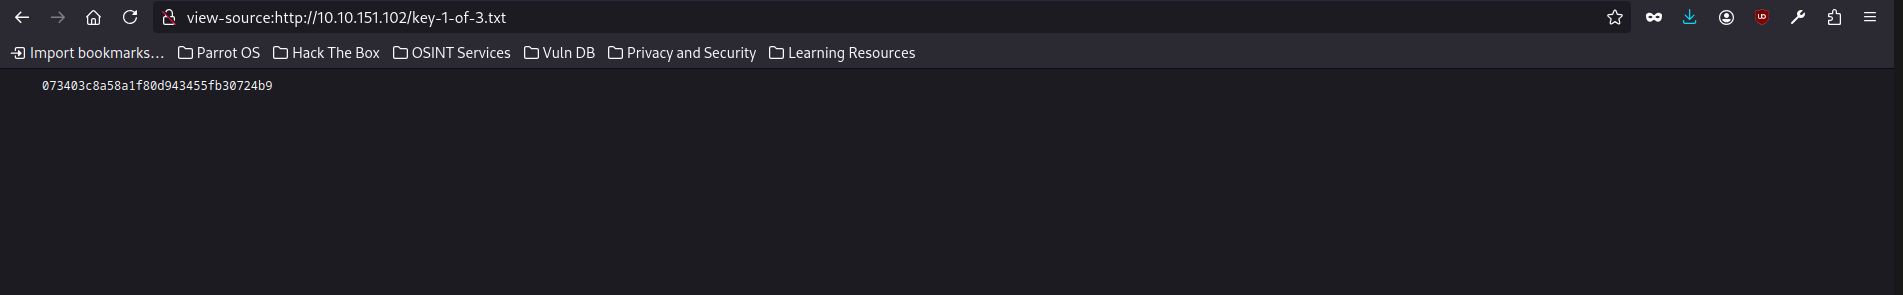 view-source:http://10.10.151.102/key-1-of-3.txt
Import bookmarks… Parrot OS Hack The Box OSINT Services Vuln DB Privacy and Security Learning Resources
073403c8a58a1f80d943455fb30724b9